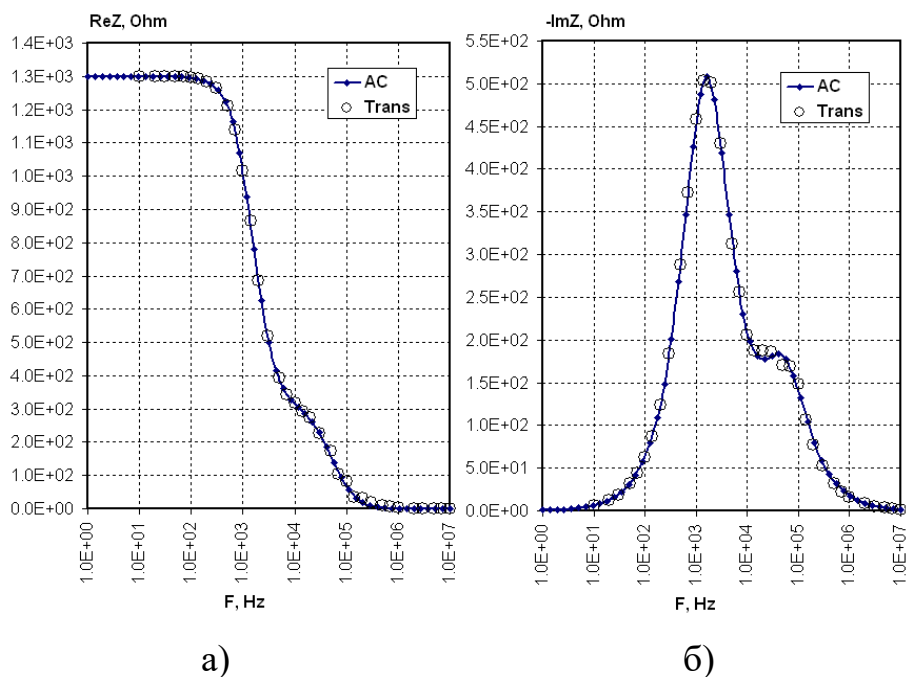 ReZ, Ohm
1.4E+03
1.3E+03
1.2E+03
1.1E+03
1.0E+03
9.0E+02
8.0E+02
7.0E+02
6.0E+02
5.0E+02
4.0E+02
3.0E+02
2.0E+02
1.0E+02
0.0E+00
AC
Trans
1.0E+00
1.0E+01
1.0E+02
1.0E+03
1.0E+04
1.0E+05
1.0E+06
1.0E+07
F, Hz
а)
-ImZ, Ohm
5.5E+02
5.0E+02
4.5E+02
4.0E+02
3.5E+02
3.0E+02
2.5E+02
2.0E+02
1.5E+02
1.0E+02
5.0E+01
0.0E+00
AC
Trans
1.0E+00
1.0E+01
1.0E+02
1.0E+03
1.0E+04
1.0E+05
1.0E+06
1.0E+07
F, Hz
б)